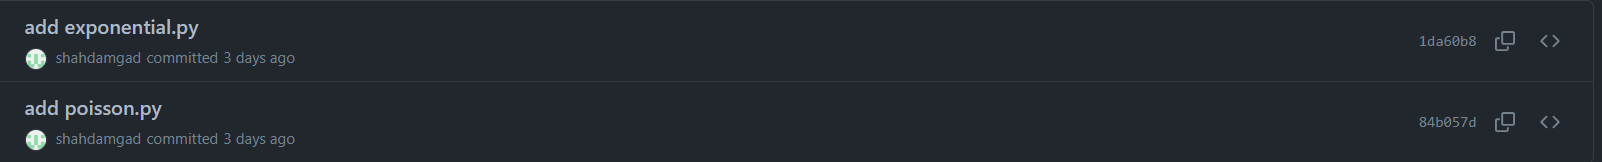 add exponential.py
shahdamgad committed 3 days ago
1da60b8
add poisson.py
shahdamgad committed 3 days ago
84b057d